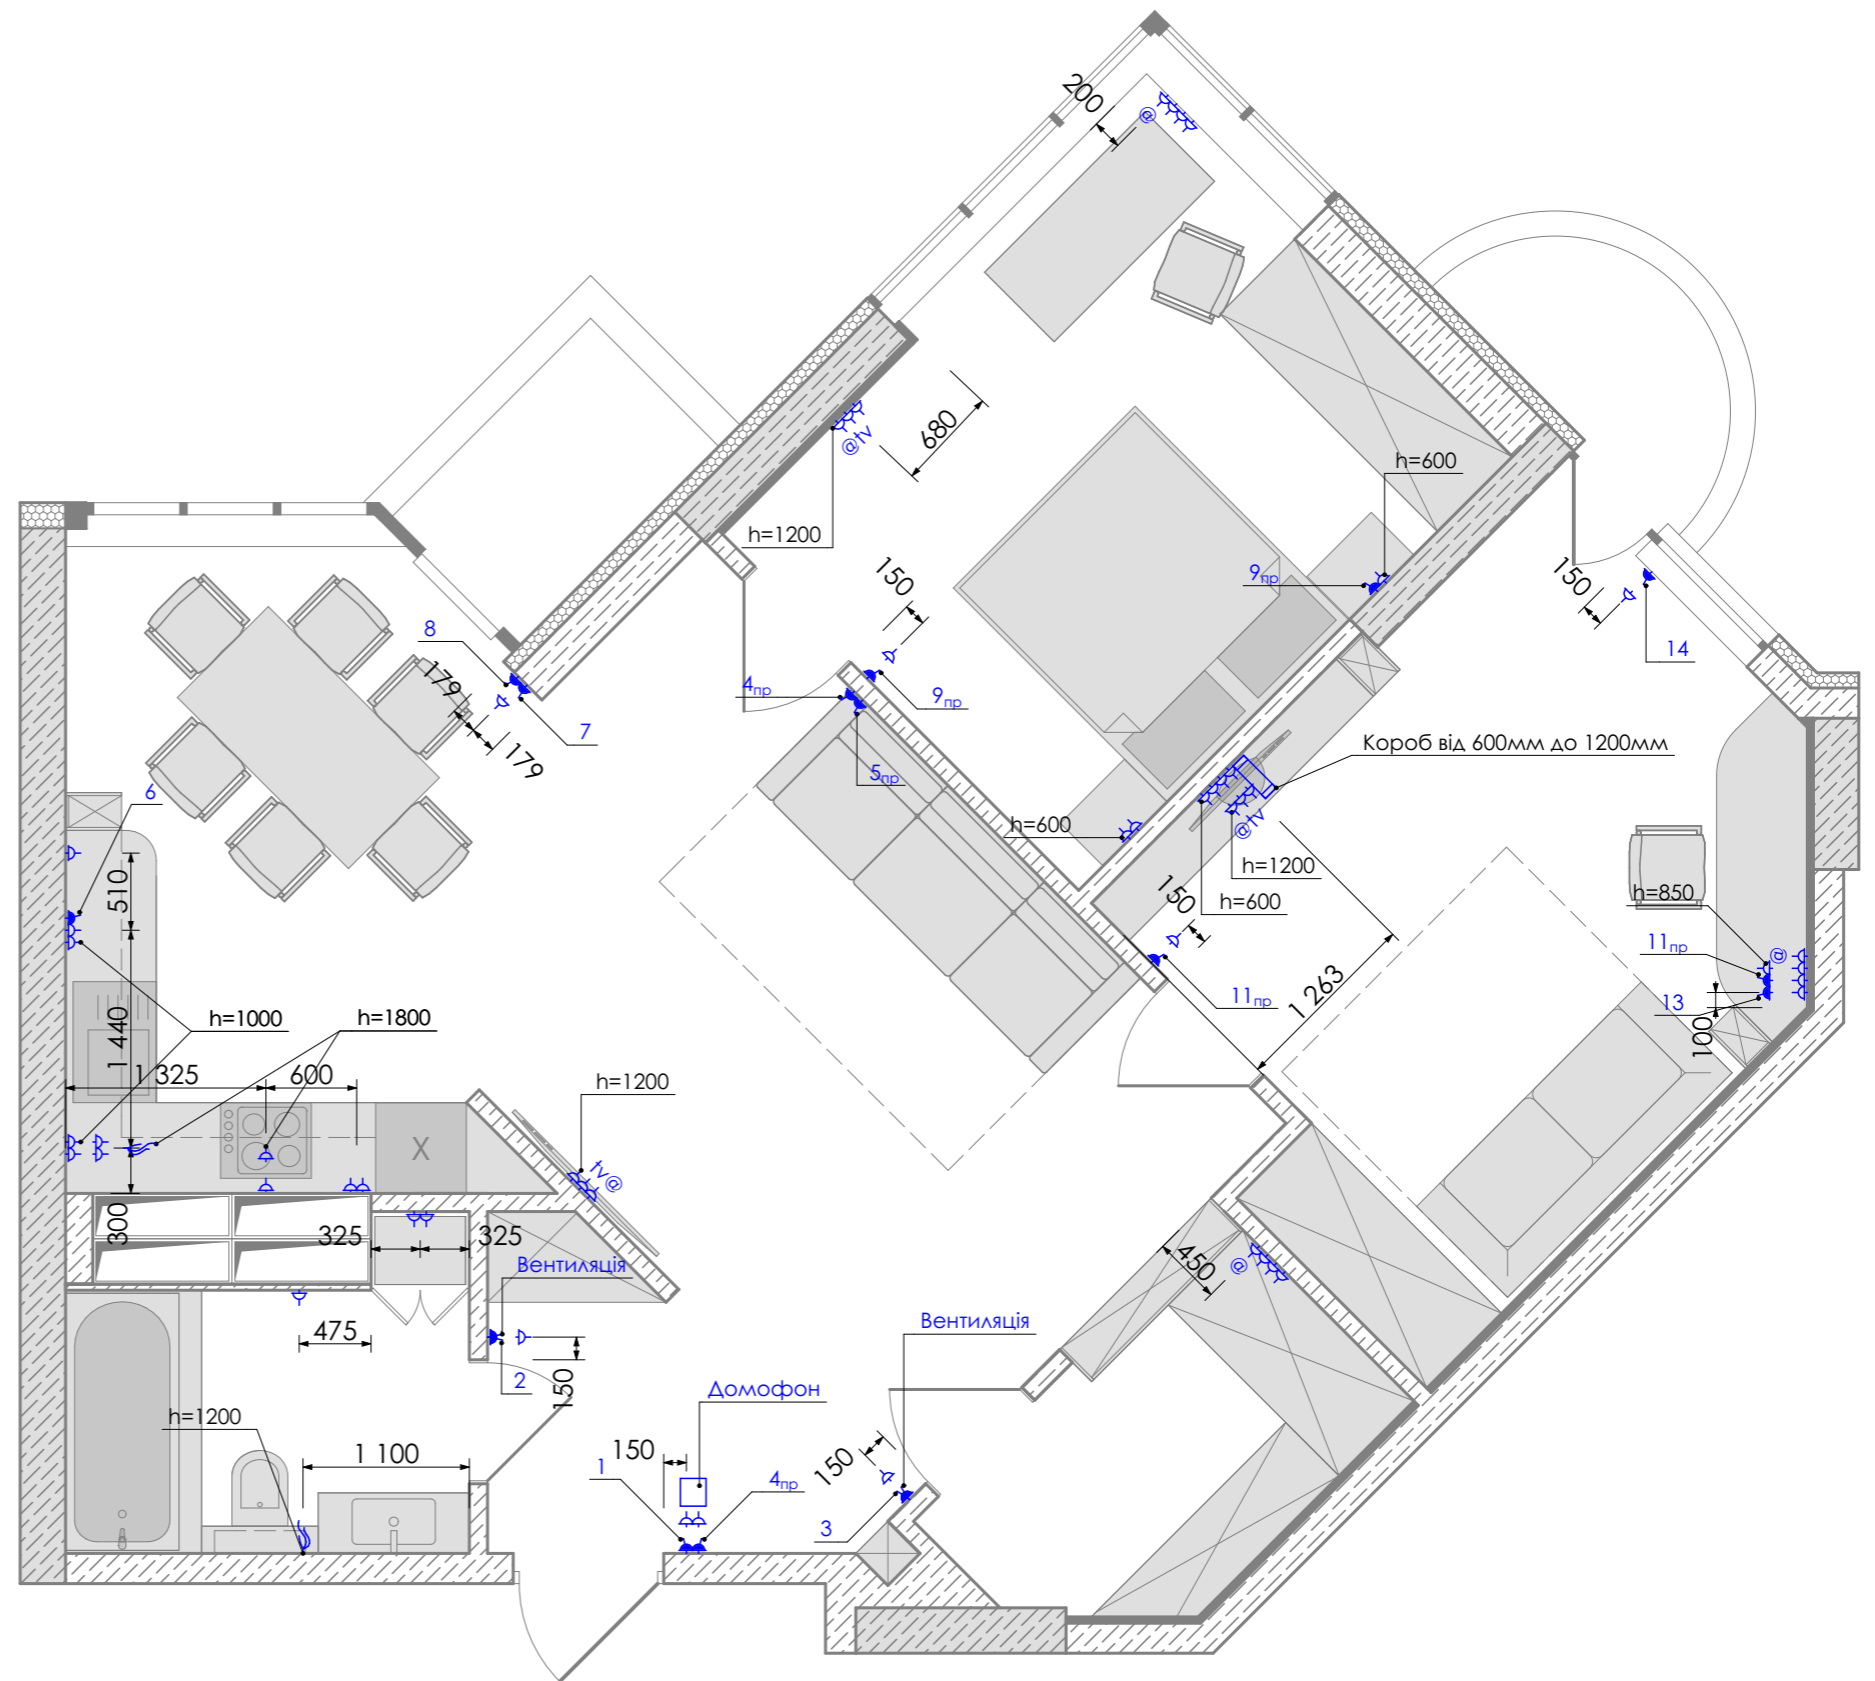 200
@
680
@tv
h=1200
h=600
9пр
150
150
14
8
179
7
179
4пр
9пр
5пр
Короб від 600мм до 1200мм
6
h=600
@tv
h=1200
h=600
150
h=850
11пр
@
13
100
510
11пр
1 263
h=1000
h=1800
1 440
1 325
600
h=1200
X
tv@
300
325
325
450
@
Вентиляція
475
Вентиляція
2
150
Домофон
h=1200
1 100
150
150
1
4пр
3